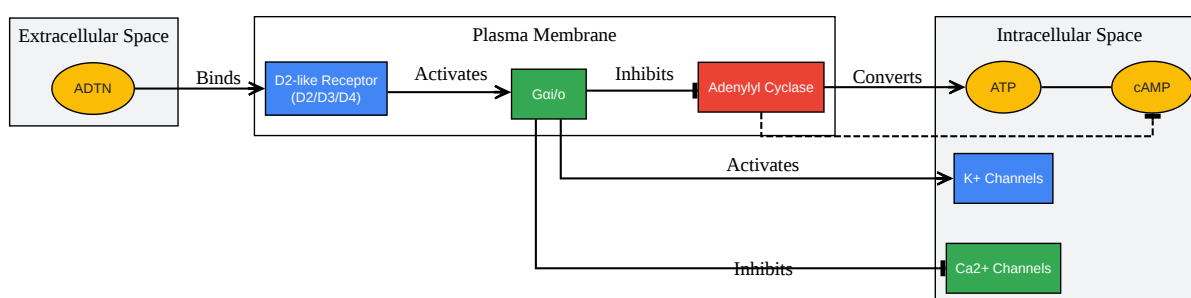 Extracellular Space
Plasma Membrane
Intracellular Space
ADTN
Binds
D2-like Receptor
(D2/D3/D4)
Activates
Gαi/o
Inhibits
Adenylyl Cyclase
Converts
ATP
cAMP
Activates
K+ Channels
Inhibits
Ca2+ Channels